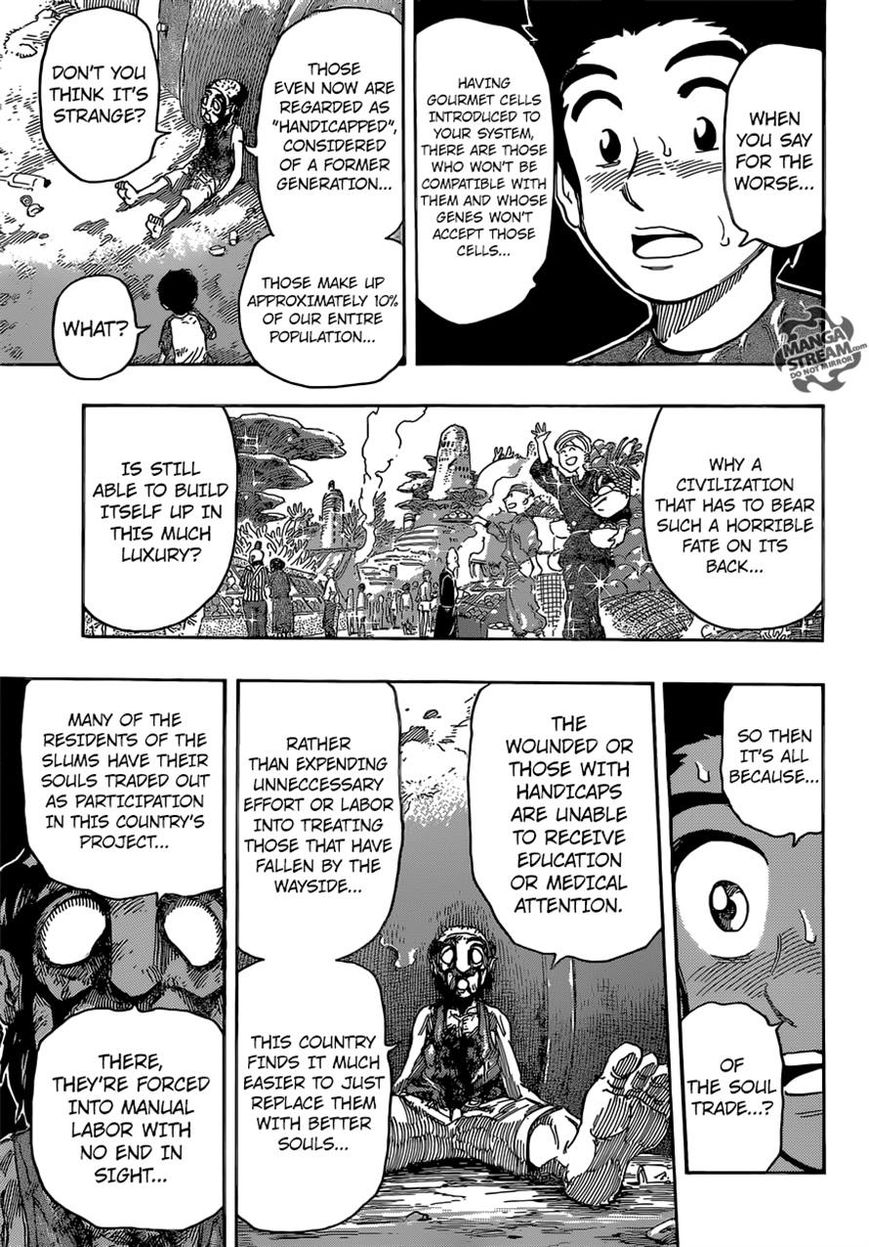 WHEN
YOU SAY
FOR THE
WORSE...
HAVING
GOURMET CELLS
INTRODUCED TO
YOUR SYSTEM,
THERE ARE THOSE
WHO WON'T BE
COMPATIBLE WITH
THEM AND WHOSE
GENES WON'T
ACCEPT THOSE
CELLS...
MANGA
STREAM.com
DO NOT MIRROR
THOSE
EVEN NOW ARE
REGARDED AS
"HANDICAPPED",
CONSIDERED
OF A FORMER
GENERATION...
THOSE MAKE UP
APPROXIMATELY 10%
OF OUR ENTIRE
POPULATION...
DON'T YOU
THINK IT'S
STRANGE?
WHAT?
WHY A
CIVILIZATION
THAT HAS TO BEAR
SUCH A HORRIBLE
FATE ON ITS
BACK...
IS STILL
ABLE TO BUILD
ITSELF UP IN
THIS MUCH
LUXURY?
SO THEN
IT'S ALL
BECAUSE...
OF
THE SOUL
TRADE...?
THE
WOUNDED OR
THOSE WITH
HANDICAPS
ARE UNABLE
TO RECEIVE
EDUCATION
OR MEDICAL
ATTENTION.
RATHER
THAN EXPENDING
UNNECCESSARY
EFFORT OR LABOR
INTO TREATING
THOSE THAT HAVE
FALLEN BY THE
WAYSIDE...
THIS COUNTRY
FINDS IT MUCH
EASIER TO JUST
REPLACE THEM
WITH BETTER
SOULS...
MANY OF THE
RESIDENTS OF THE
SLUMS HAVE THEIR
SOULS TRADED OUT
AS PARTICIPATION
IN THIS COUNTRY'S
PROJECT...
THERE,
THEY'RE FORCED
INTO MANUAL
LABOR WITH
NO END IN
SIGHT...